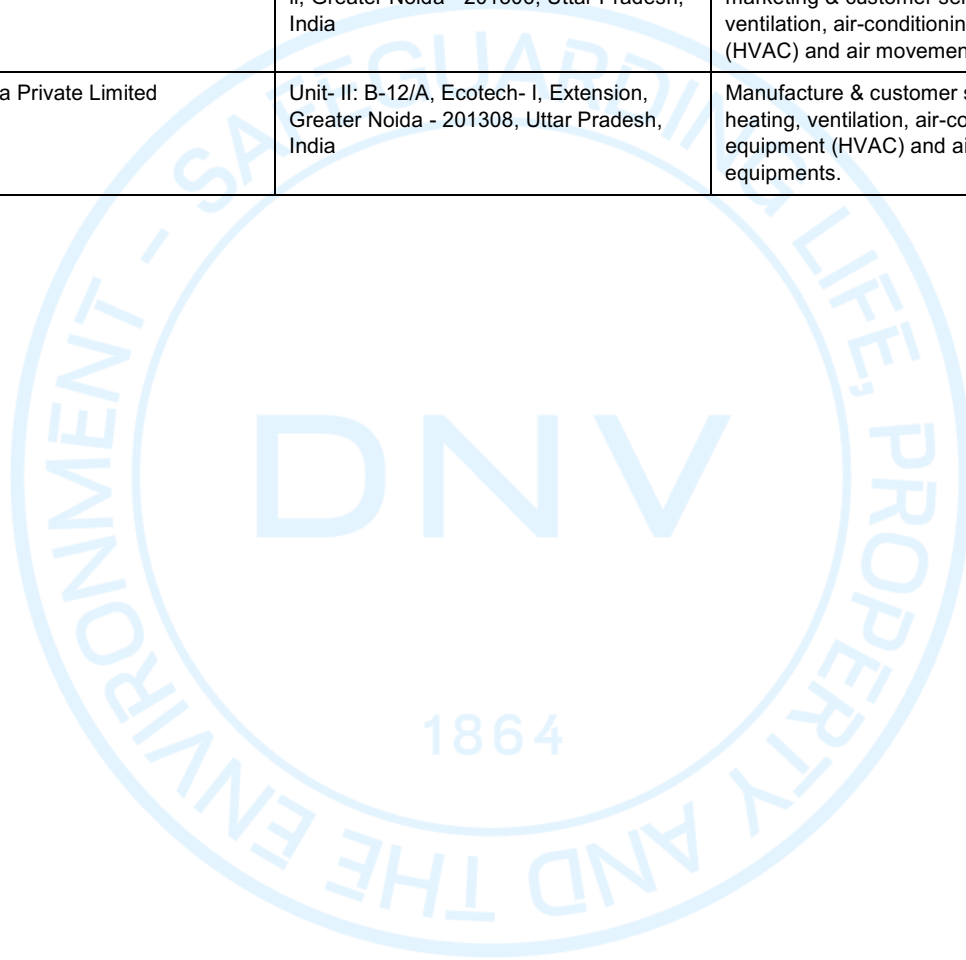 ii, Greater Noida - Uttar Pradesh,
India
marketing & customer ser
ventilation, air-conditionin
(HVAC) and air movemen
a Private Limited
Unit- II: B-12/A, Ecotech- I, Extension,
Greater Noida - 201308, Uttar Pradesh,
India
Manufacture & customer s
heating, ventilation, air-co
equipment (HVAC) and ai
equipments.
SAFEGUARDING LIFE, PROPERTY AND THE ENVIRONMENT -
DNV
1864